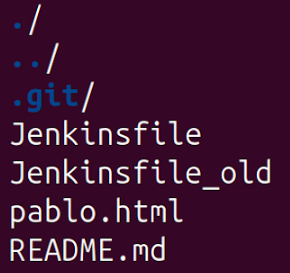 ./
../
.git/
Jenkinsfile
Jenkinsfile_old
pablo.html
README.md